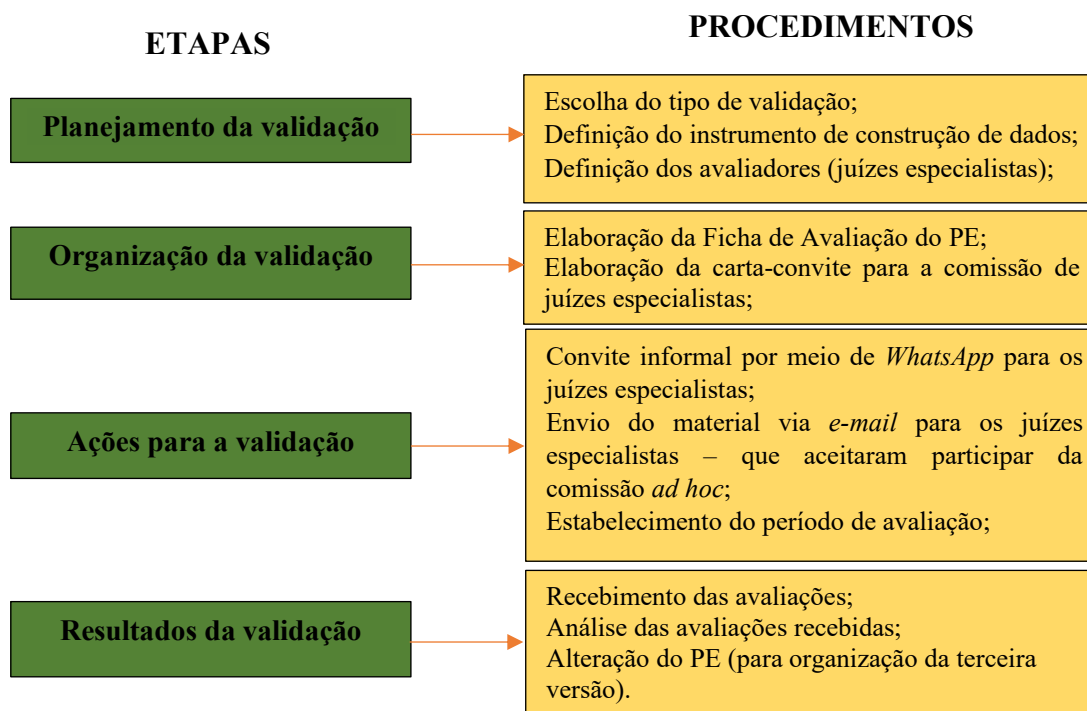 ETAPAS
PROCEDIMENTOS
Planejamento da validação
Escolha do tipo de validação;
Definição do instrumento de construção de dados;
Definição dos avaliadores (juízes especialistas);
Organização da validação
Elaboração da Ficha de Avaliação do PE;
Elaboração da carta-convite para a comissão de
juízes especialistas;
Ações para a validação
Convite informal por meio de WhatsApp para os
juízes especialistas;
Envio do material via e-mail para os juízes
especialistas – que aceitaram participar da
comissão ad hoc;
Estabelecimento do período de avaliação;
Resultados da validação
Recebimento das avaliações;
Análise das avaliações recebidas;
Alteração do PE (para organização da terceira
versão).